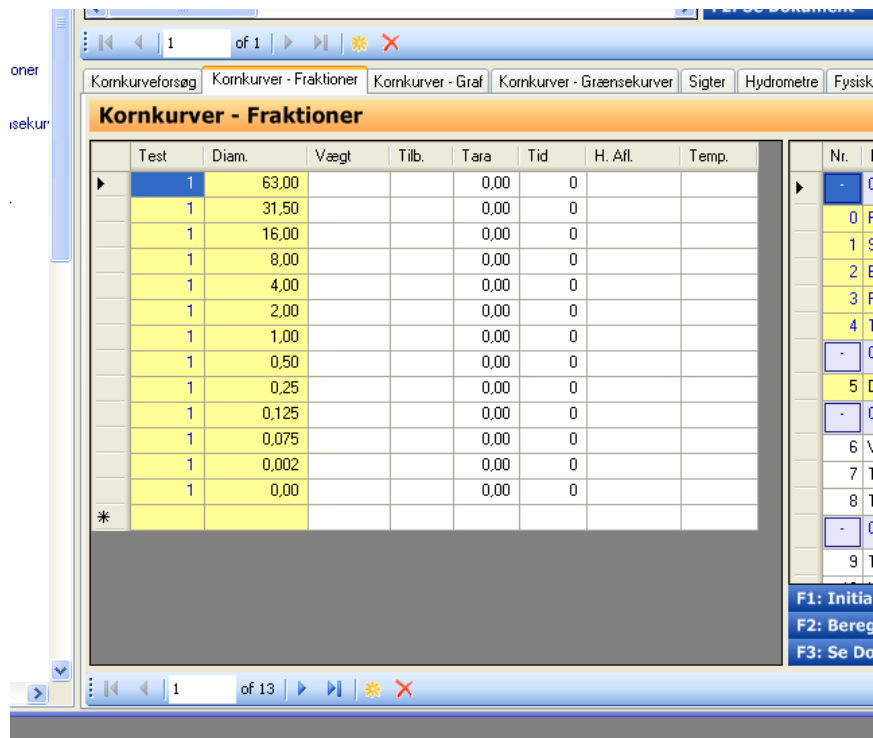 F2: Se Dokument
1 of 1
oner
Kornkurveforsøg Kornkurver - Fraktioner Kornkurver - Graf Kornkurver - Grænsekurver Sigter Hydrometre Fysisk
Kornkurver - Fraktioner
nsekur
Test Diam. Vægt Tilb. Tara Tid H. Afl. Temp. Nr.
1 63,00 0,00 0 -
1 31,50 0,00 0 0
1 16,00 0,00 0 1
1 8,00 0,00 0 2
1 4,00 0,00 0 3
1 2,00 0,00 0 4
1 1,00 0,00 0 -
1 0,50 0,00 0
1 0,25 0,00 0 5
1 0,125 0,00 0 -
1 0,075 0,00 0 6
1 0,002 0,00 0 7
1 0,00 0,00 0 8
-
9
F1: Initia
F2: Bereg
F3: Se Do
1 of 13